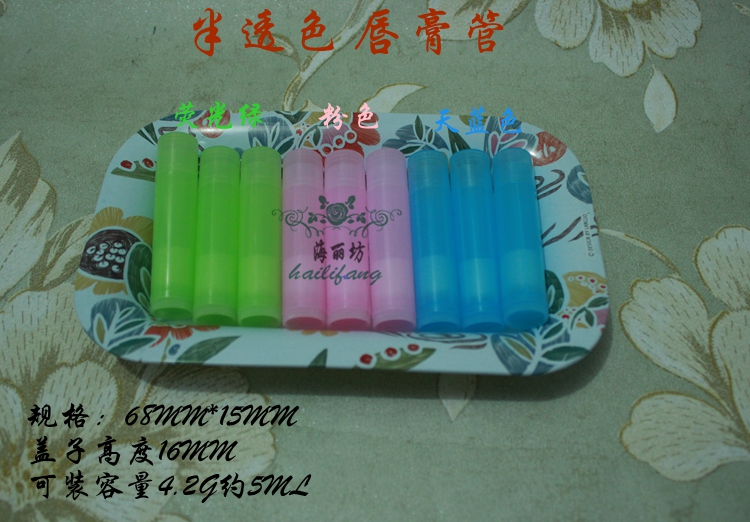 半透色唇膏管
荧光绿 粉色 天蓝色
海丽坊
hailifang
规格：68MM*15MM
盖子高度16MM
可装容量4.2G约5ML